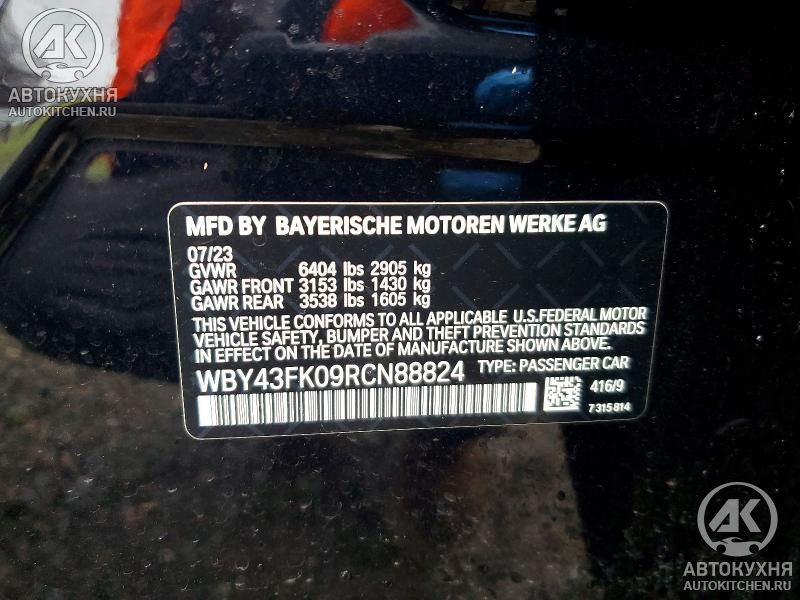 AK
АВТОКУХНЯ
AUTOKITCHEN.RU
MFD BY BAYERISCHE MOTOREN WERKE AG
07/23
GVWR 6404 lbs 2905 kg
GAWR FRONT 3153 lbs 1430 kg
GAWR REAR 3538 lbs 1605 kg
THIS VEHICLE CONFORMS TO ALL APPLICABLE U.S.FEDERAL MOTOR
VEHICLE SAFETY, BUMPER AND THEFT PREVENTION STANDARDS
IN EFFECT ON THE DATE OF MANUFACTURE SHOWN ABOVE.
WBY43FK09RCN88824 TYPE: PASSENGER CAR
416/9
7315814
AK
АВТОКУХНЯ
AUTOKITCHEN.RU